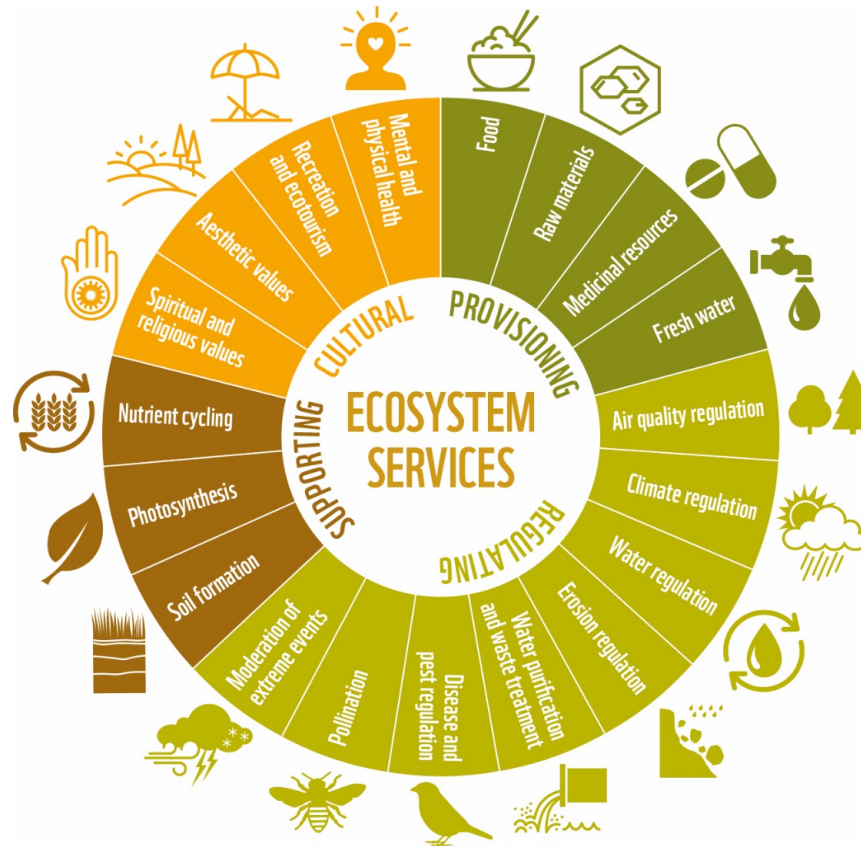 ECOSYSTEM
SERVICES
PROVISIONING
Food
Raw materials
Medicinal resources
Fresh water
REGULATING
Air quality regulation
Climate regulation
Water regulation
Erosion regulation
Water purification
and waste treatment
Disease and
pest regulation
Pollination
Moderation of
extreme events
SUPPORTING
Soil formation
Photosynthesis
Nutrient cycling
CULTURAL
Spiritual and
religious values
Aesthetic values
Recreation
and ecotourism
Mental and
physical health